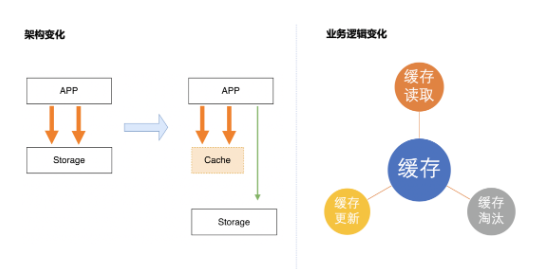 架构变化
APP
Storage
APP
Cache
Storage
业务逻辑变化
缓存
读取
缓存
缓存
更新
缓存
淘汰